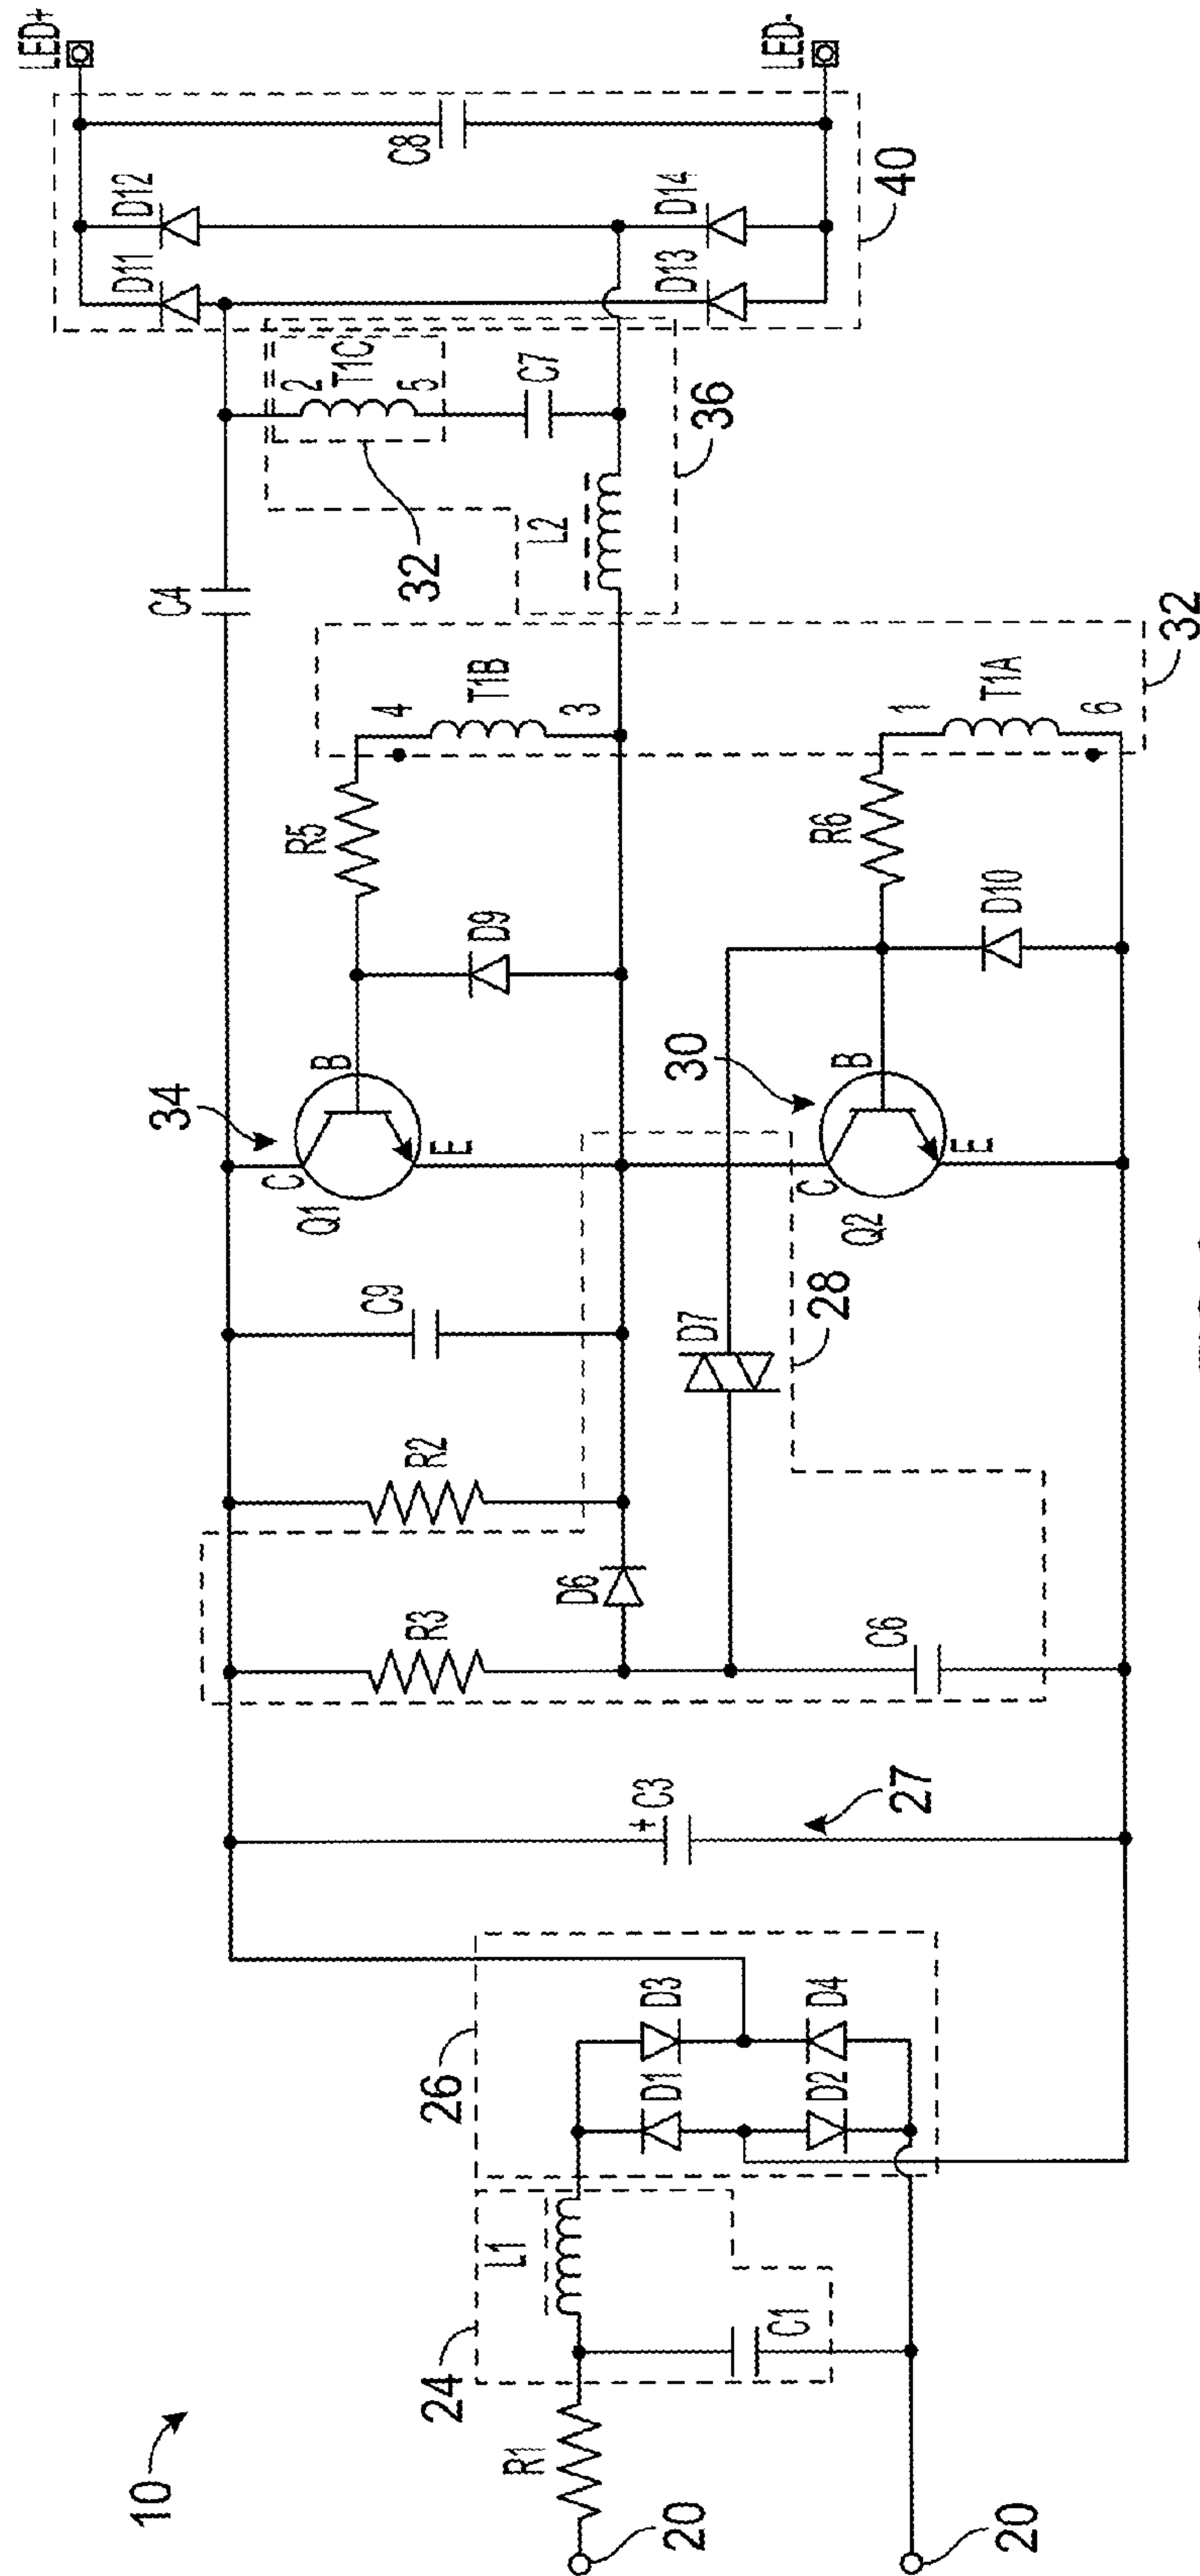 10
20
20
R1
24
L1
C1
26
D1
D3
D2
D4
27
+
C3
R3
D6
C6
R2
C9
D7
28
34
C
B
E
Q1
30
C
B
E
Q2
D9
D10
R5
R6
4
T1B
3
1
T1A
6
32
C4
L2
32
2
T1C
5
C7
36
D11
D12
D13
D14
C8
40
LED+
LED-